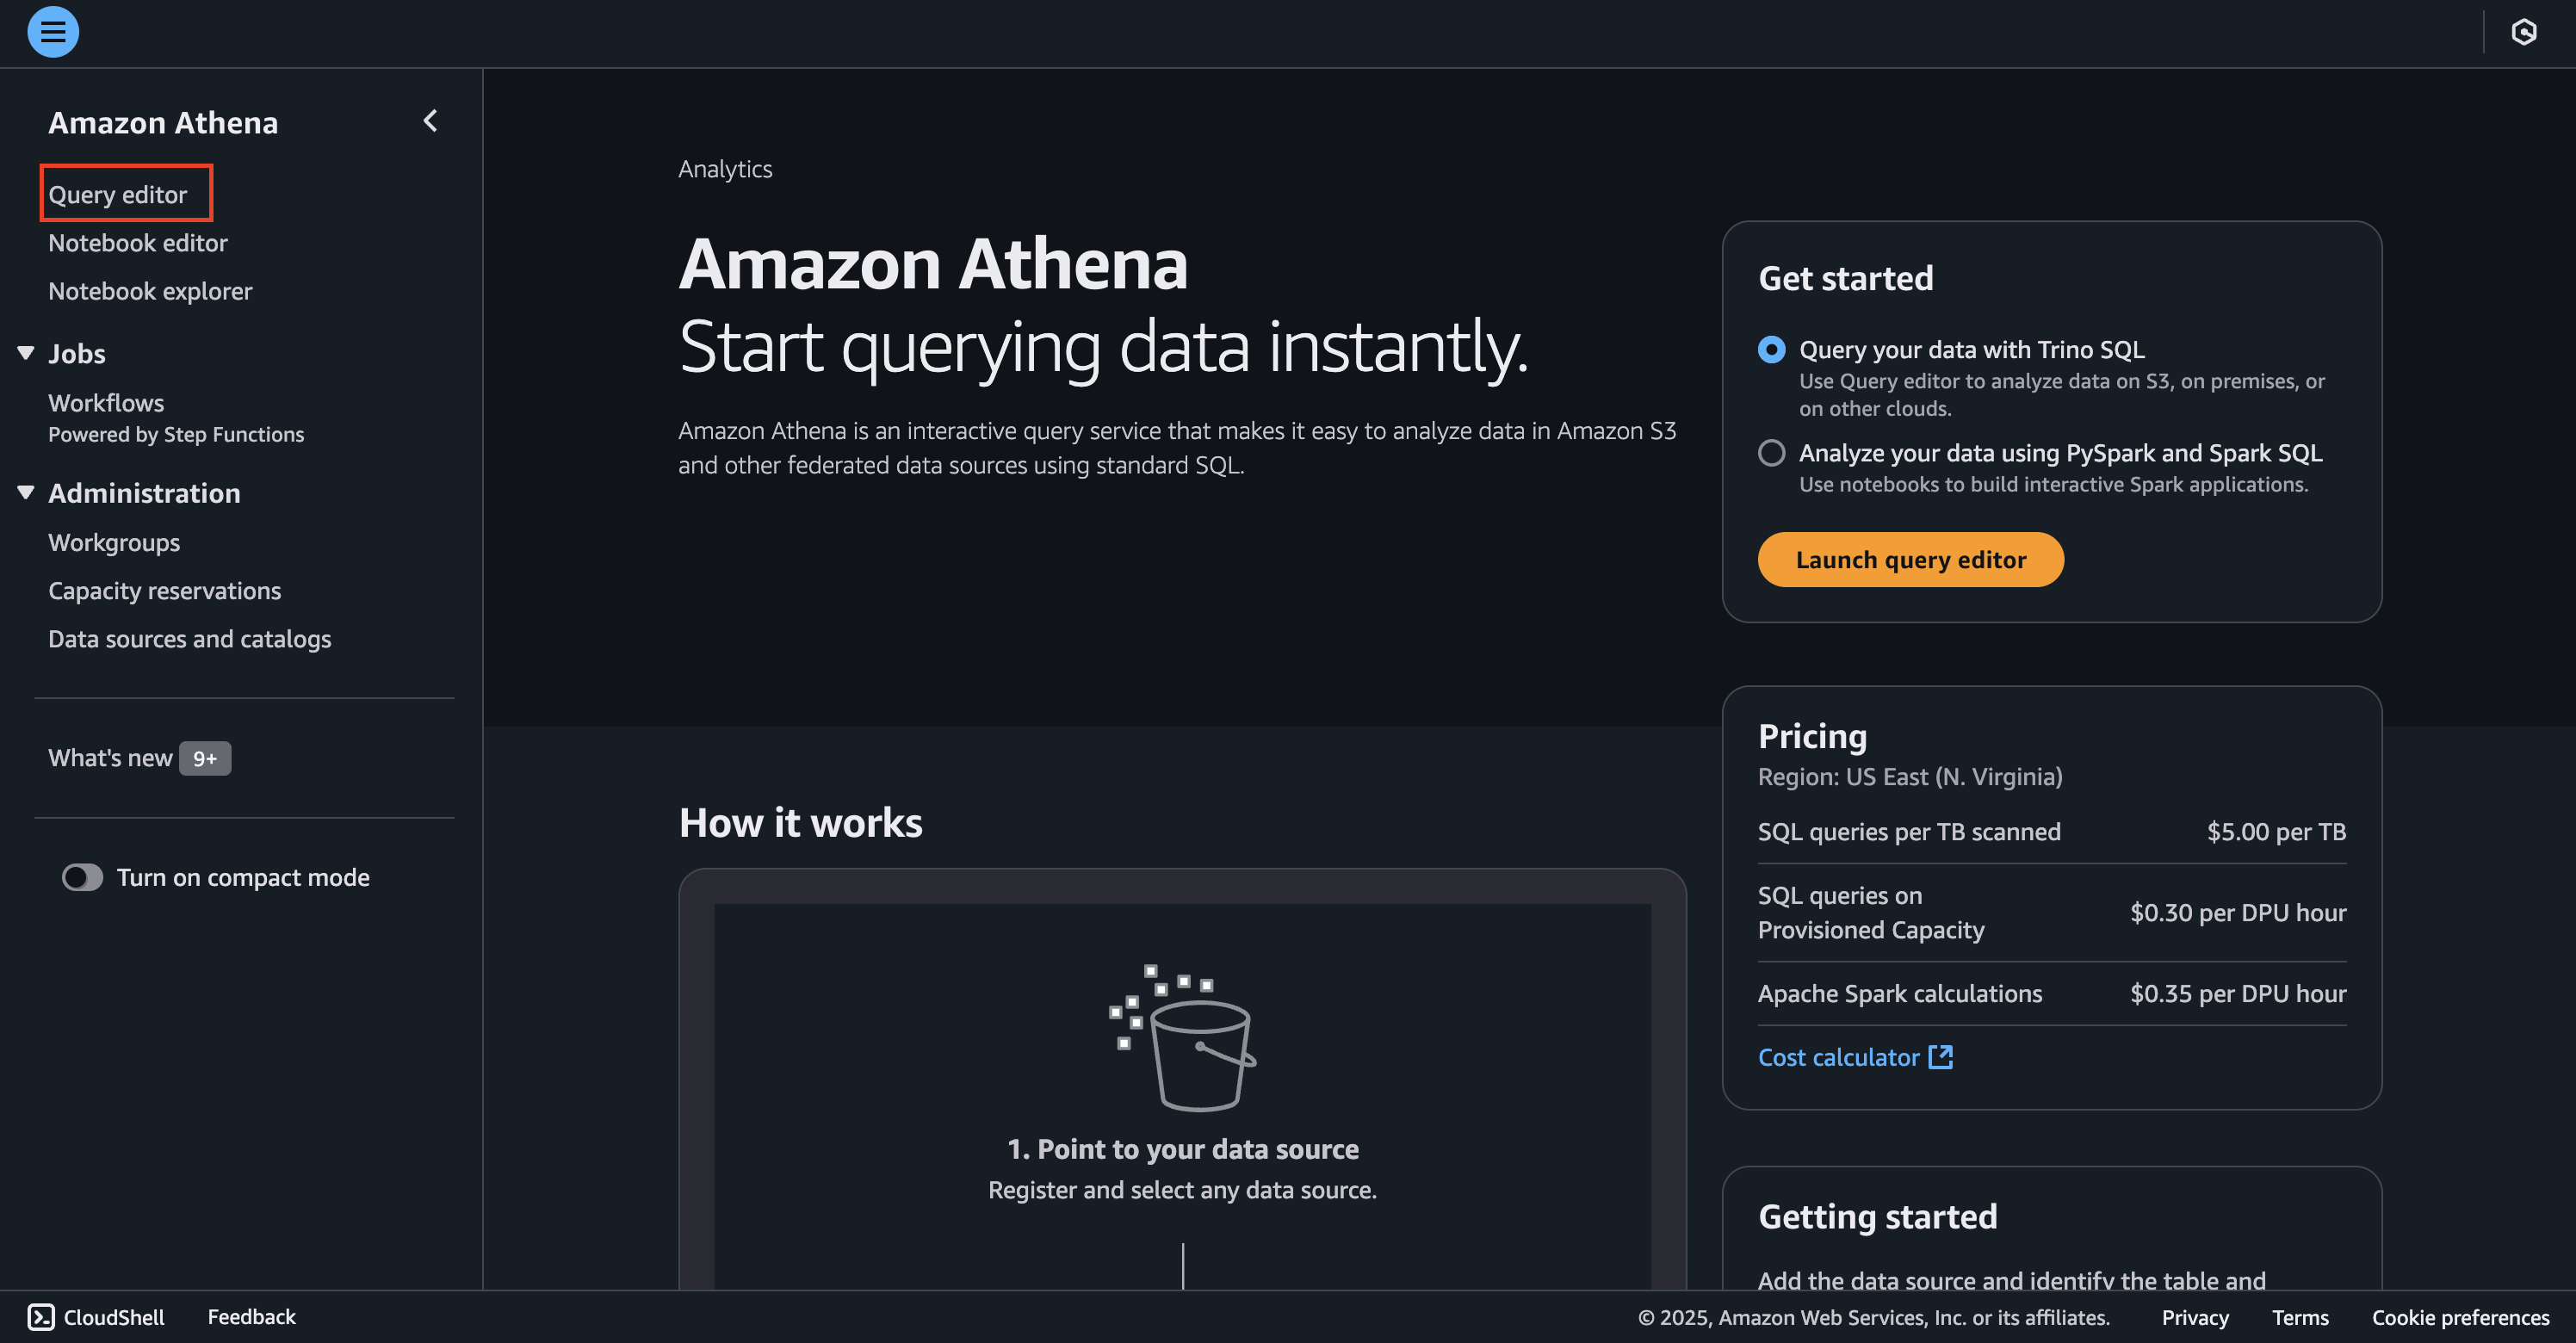 Amazon Athena
Query editor
Notebook editor
Notebook explorer
Jobs
Workflows
Powered by Step Functions
Administration
Workgroups
Capacity reservations
Data sources and catalogs
What's new 9+
Turn on compact mode
Analytics
Amazon Athena
Start querying data instantly.
Amazon Athena is an interactive query service that makes it easy to analyze data in Amazon S3
and other federated data sources using standard SQL.
Get started
Query your data with Trino SQL
Use Query editor to analyze data on S3, on premises, or
on other clouds.
Analyze your data using PySpark and Spark SQL
Use notebooks to build interactive Spark applications.
Launch query editor
How it works
1. Point to your data source
Register and select any data source.
Pricing
Region: US East (N. Virginia)
SQL queries per TB scanned $5.00 per TB
SQL queries on
Provisioned Capacity $0.30 per DPU hour
Apache Spark calculations $0.35 per DPU hour
Cost calculator
Getting started
Add the data source and identify the table and
CloudShell Feedback © 2025, Amazon Web Services, Inc. or its affiliates. Privacy Terms Cookie preferences